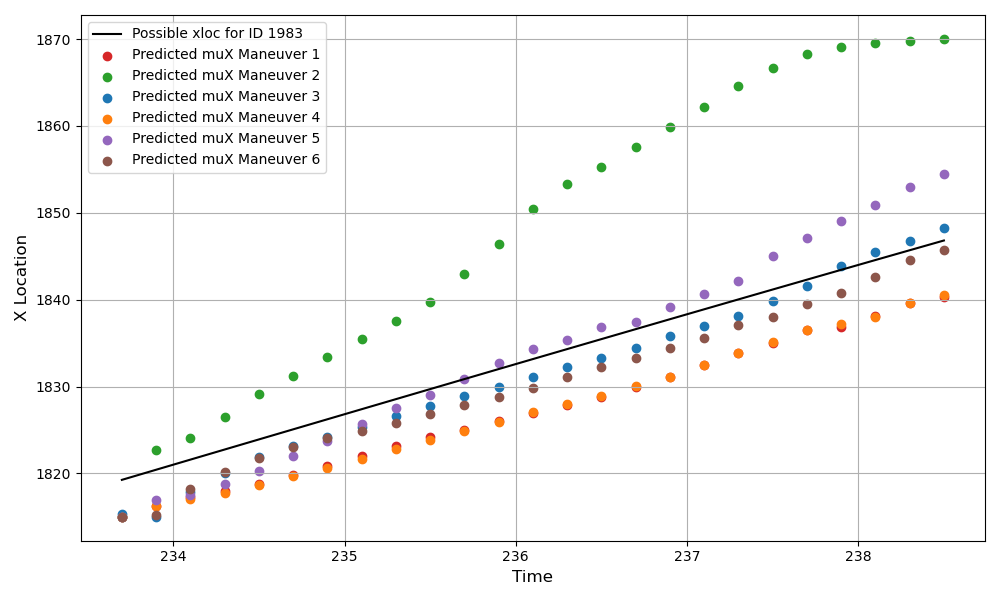 Possible xloc for ID 1983
Predicted muX Maneuver 1
Predicted muX Maneuver 2
Predicted muX Maneuver 3
Predicted muX Maneuver 4
Predicted muX Maneuver 5
Predicted muX Maneuver 6
1870
1860
1850
1840
1830
1820
X Location
234 235 236 237 238
Time